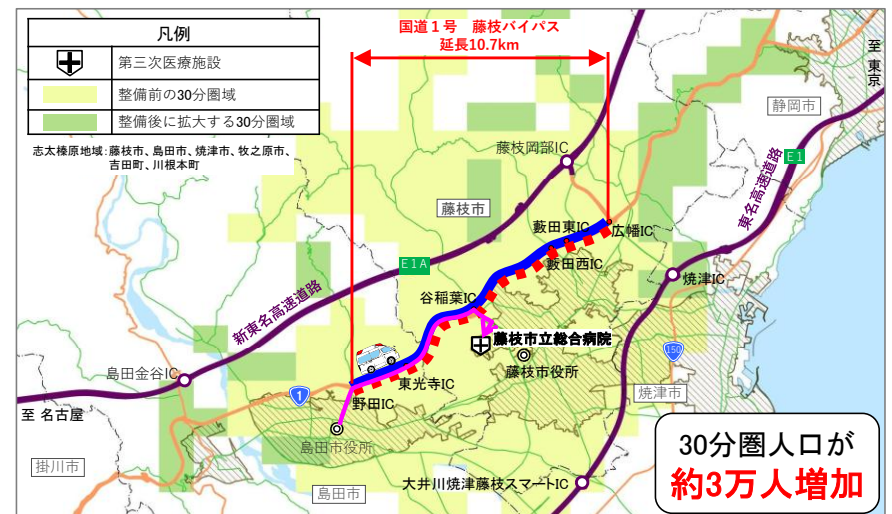 凡例
第三次医療施設
整備前の30分圏域
整備後に拡大する30分圏域
志太榛原地域:藤枝市、島田市、焼津市、牧之原市、
吉田町、川根本町
国道1号 藤枝バイパス
延長10.7km
至 東京
静岡市
藤枝岡部IC
E1
東名高速道路
藤枝市
藪田東IC
広幡IC
藪田西IC
E1A
新東名高速道路
谷稲葉IC
焼津IC
藤枝市立総合病院
藤枝市役所
150
島田金谷IC
東光寺IC
1
野田IC
焼津市
至 名古屋
島田市役所
掛川市
島田市
大井川焼津藤枝スマートIC
30分圏人口が
約3万人増加